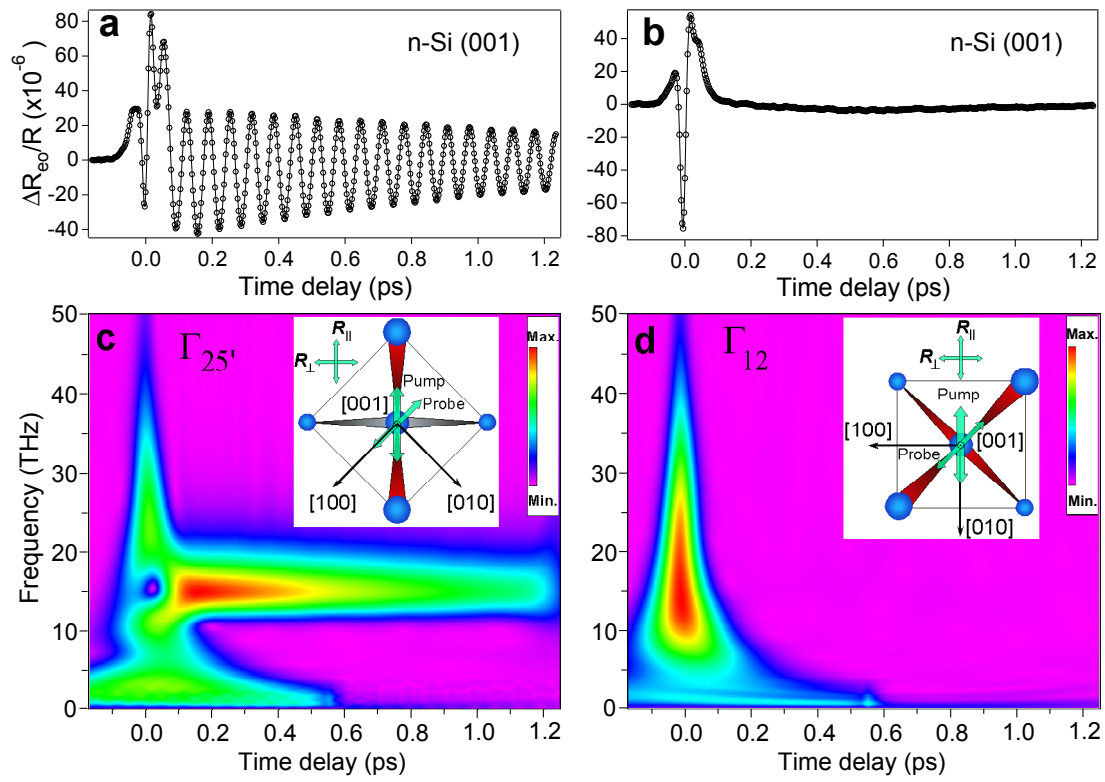 a
n-Si (001)
ΔR_eo/R (x10^-6)
80
60
40
20
0
-20
-40
0.0 0.2 0.4 0.6 0.8 1.0 1.2
Time delay (ps)
b
n-Si (001)
40
20
0
-20
-40
-60
-80
0.0 0.2 0.4 0.6 0.8 1.0 1.2
Time delay (ps)
c
Γ25'
R||
R⊥
Pump
[001]
Probe
[100]
[010]
Max.
Min.
Frequency (THz)
50
40
30
20
10
0
0.0 0.2 0.4 0.6 0.8 1.0 1.2
Time delay (ps)
d
Γ12
R||
R⊥
Pump
[100]
[001]
Probe
[010]
Max.
Min.
50
40
30
20
10
0
0.0 0.2 0.4 0.6 0.8 1.0 1.2
Time delay (ps)